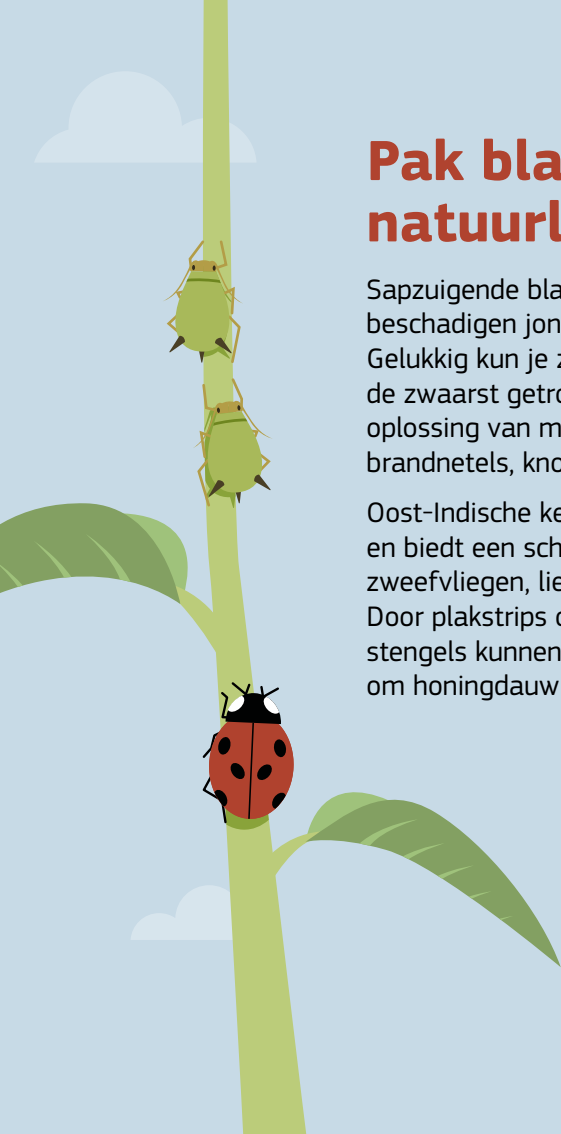 Pak bla
natuurl
Sapzuigende bla
beschadigen jon
Gelukkig kun je z
de zwaarst getro
oplossing van m
brandnetels, kno
Oost-Indische ke
en biedt een sch
zweefvliegen, lie
Door plakstrips o
stengels kunnen
om honingdauw